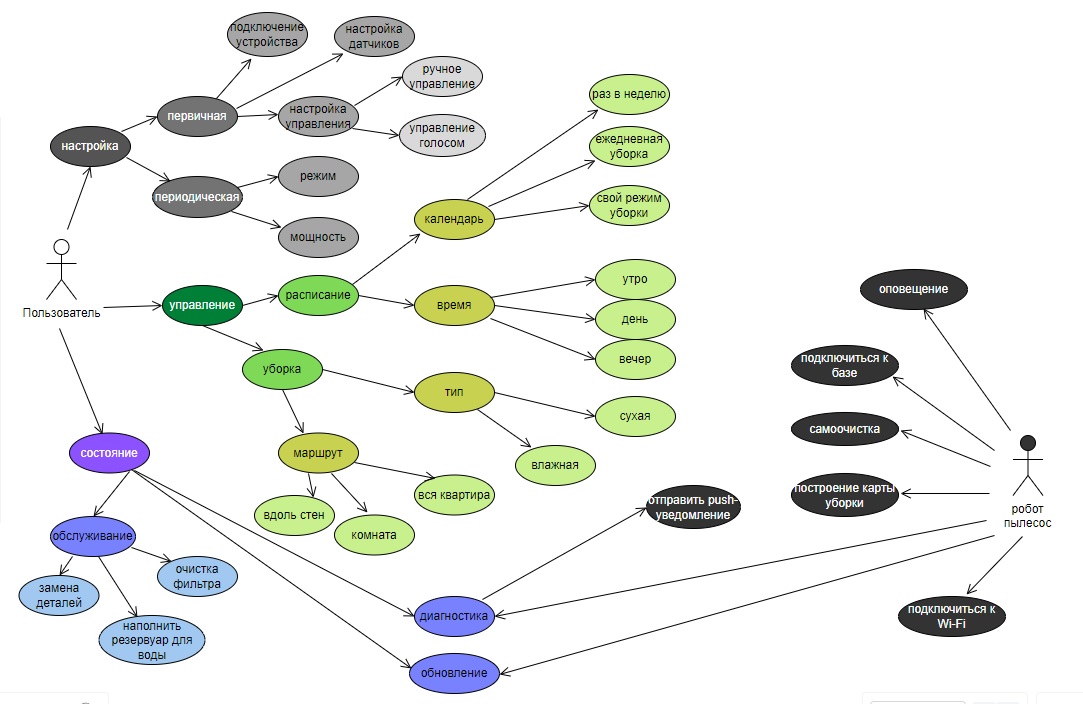 подключение
устройства
настройка
датчиков
ручное
управление
первичная
настройка
управления
управление
голосом
настройка
режим
периодическая
мощность
раз в неделю
ежедневная
уборка
свой режим
уборки
календарь
Пользователь
управление
расписание
время
утро
день
вечер
уборка
тип
сухая
влажная
состояние
маршрут
вся квартира
вдоль стен
комната
обслуживание
очистка
фильтра
замена
деталей
наполнить
резервуар для
воды
диагностика
обновление
отправить push-
уведомление
оповещение
подключиться к
базе
самоочистка
построение карты
уборки
робот
пылесос
подключиться к
Wi-Fi